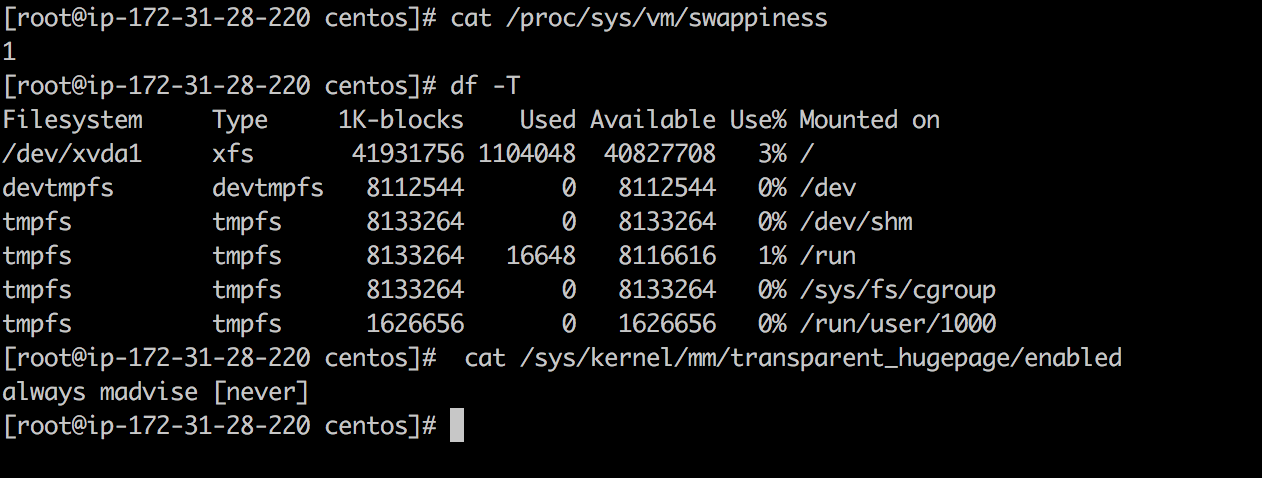 [root@ip-172-31-28-220 centos]# cat /proc/sys/vm/swappiness
1
[root@ip-172-31-28-220 centos]# df -T
Filesystem     Type     1K-blocks    Used Available Use% Mounted on
/dev/xvda1     xfs       41931756 1104048  40827708   3% /
devtmpfs       devtmpfs   8112544       0   8112544   0% /dev
tmpfs          tmpfs      8133264       0   8133264   0% /dev/shm
tmpfs          tmpfs      8133264   16648   8116616   1% /run
tmpfs          tmpfs      8133264       0   8133264   0% /sys/fs/cgroup
tmpfs          tmpfs      1626656       0   1626656   0% /run/user/1000
[root@ip-172-31-28-220 centos]#  cat /sys/kernel/mm/transparent_hugepage/enabled
always madvise [never]
[root@ip-172-31-28-220 centos]#